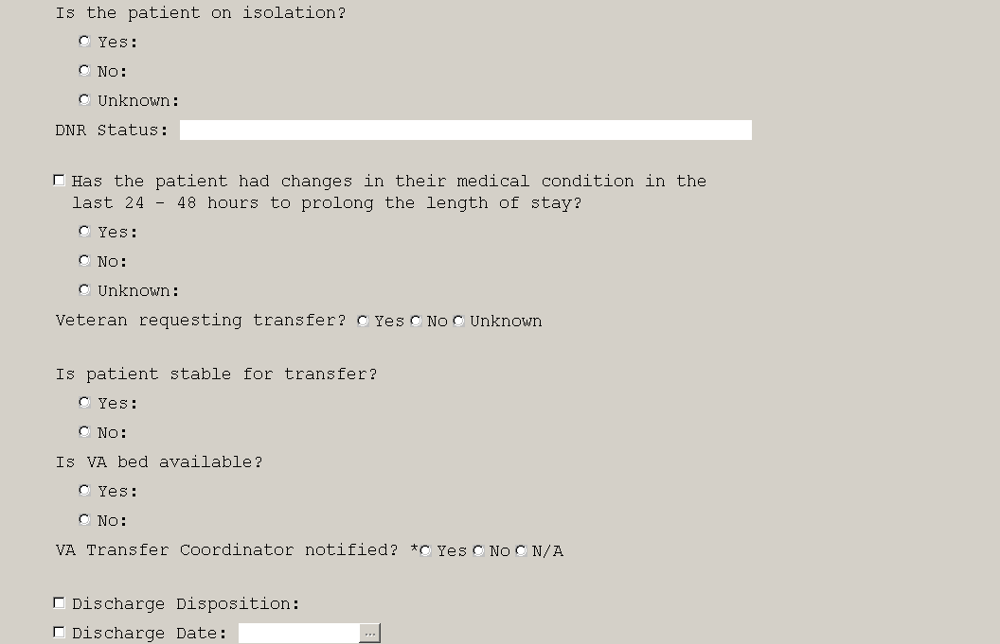 Is the patient on isolation?
Yes:
No:
Unknown:
DNR Status:
Has the patient had changes in their medical condition in the
last 24 - 48 hours to prolong the length of stay?
Yes:
No:
Unknown:
Veteran requesting transfer? Yes No Unknown
Is patient stable for transfer?
Yes:
No:
Is VA bed available?
Yes:
No:
VA Transfer Coordinator notified? * Yes No N/A
Discharge Disposition:
Discharge Date: ...